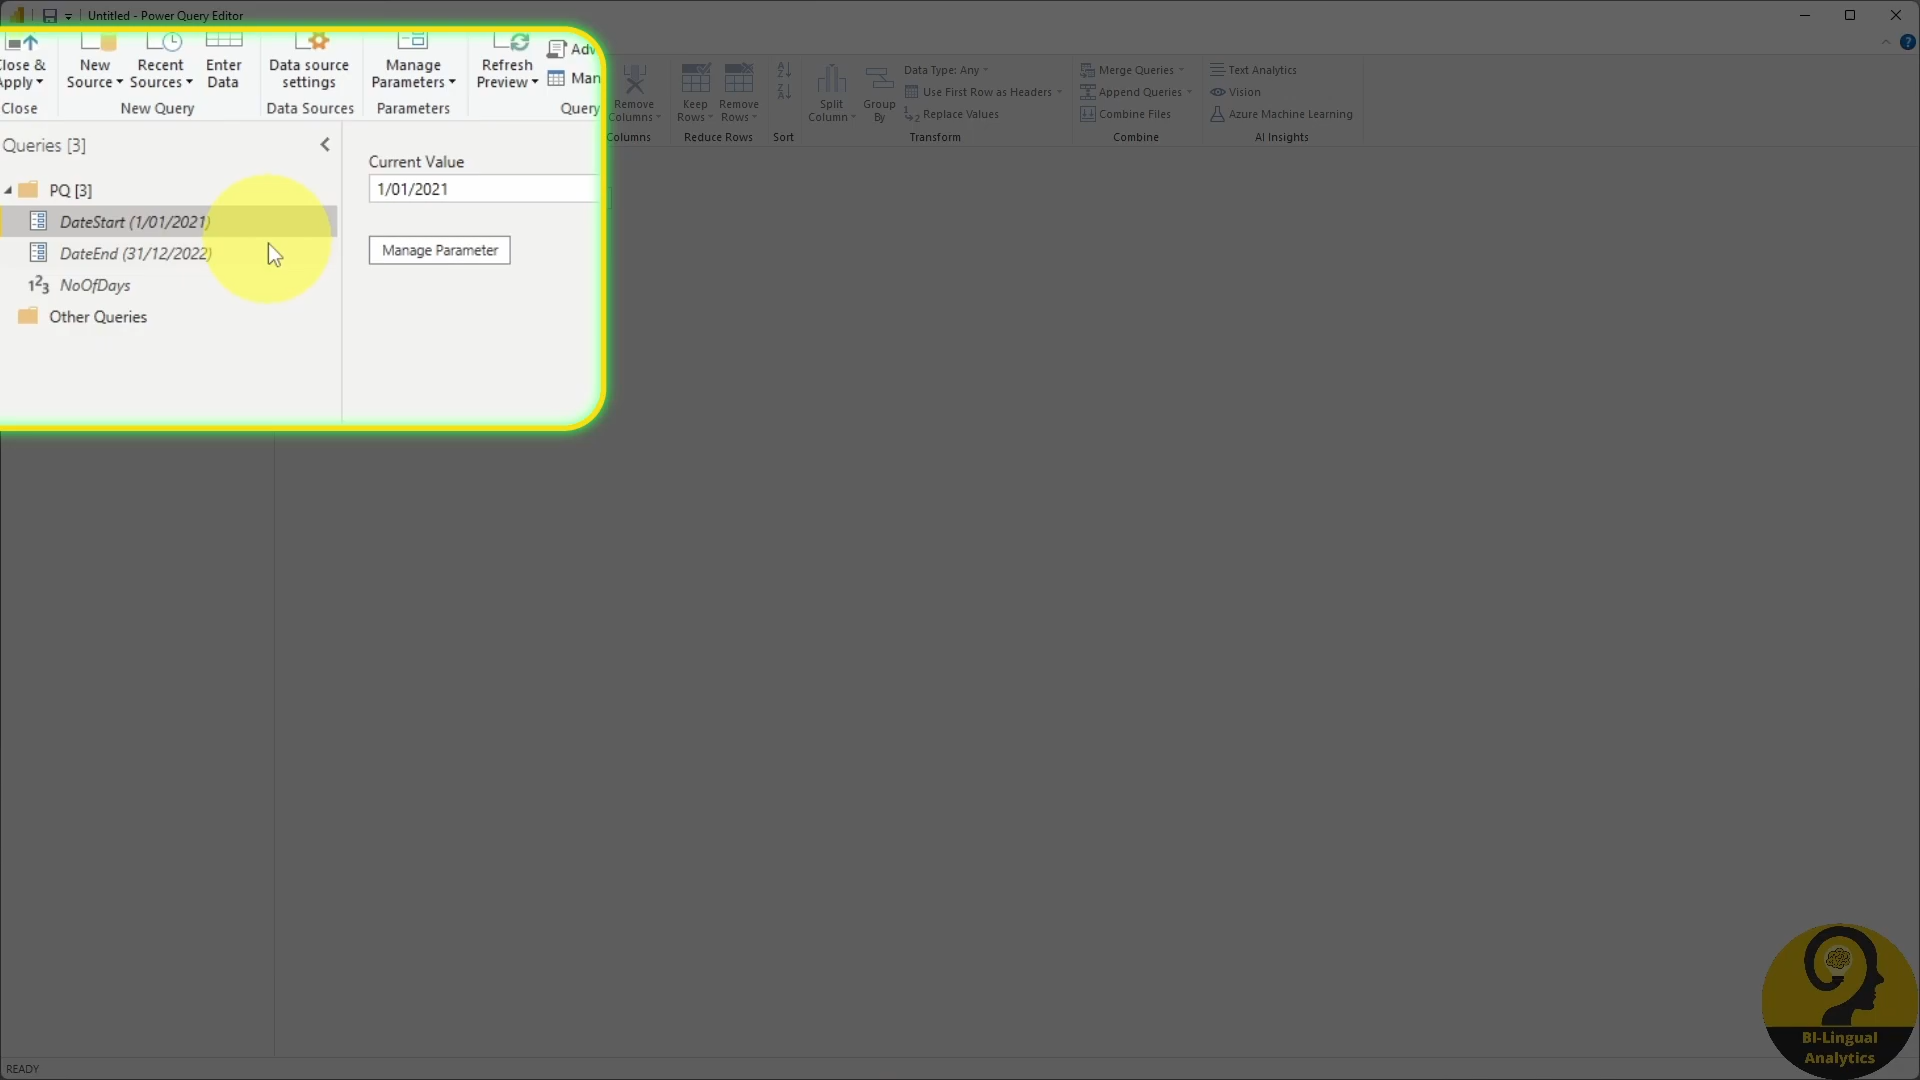 Untitled - Power Query Editor
Close &
Apply
New
Source
Recent
Sources
Enter
Data
Data source
settings
Manage
Parameters
Refresh
Preview
Adv
Man
Close
New Query
Data Sources
Parameters
Query
Remove
Columns
Keep
Rows
Remove
Rows
Split
Column
Group
By
Data Type: Any
Use First Row as Headers
Replace Values
Merge Queries
Append Queries
Combine Files
Text Analytics
Vision
Azure Machine Learning
Columns
Reduce Rows
Sort
Transform
Combine
AI Insights
Queries [3]
PQ [3]
DateStart (1/01/2021)
DateEnd (31/12/2022)
123 NoOfDays
Other Queries
Current Value
1/01/2021
Manage Parameter
READY
BI-Lingual
Analytics